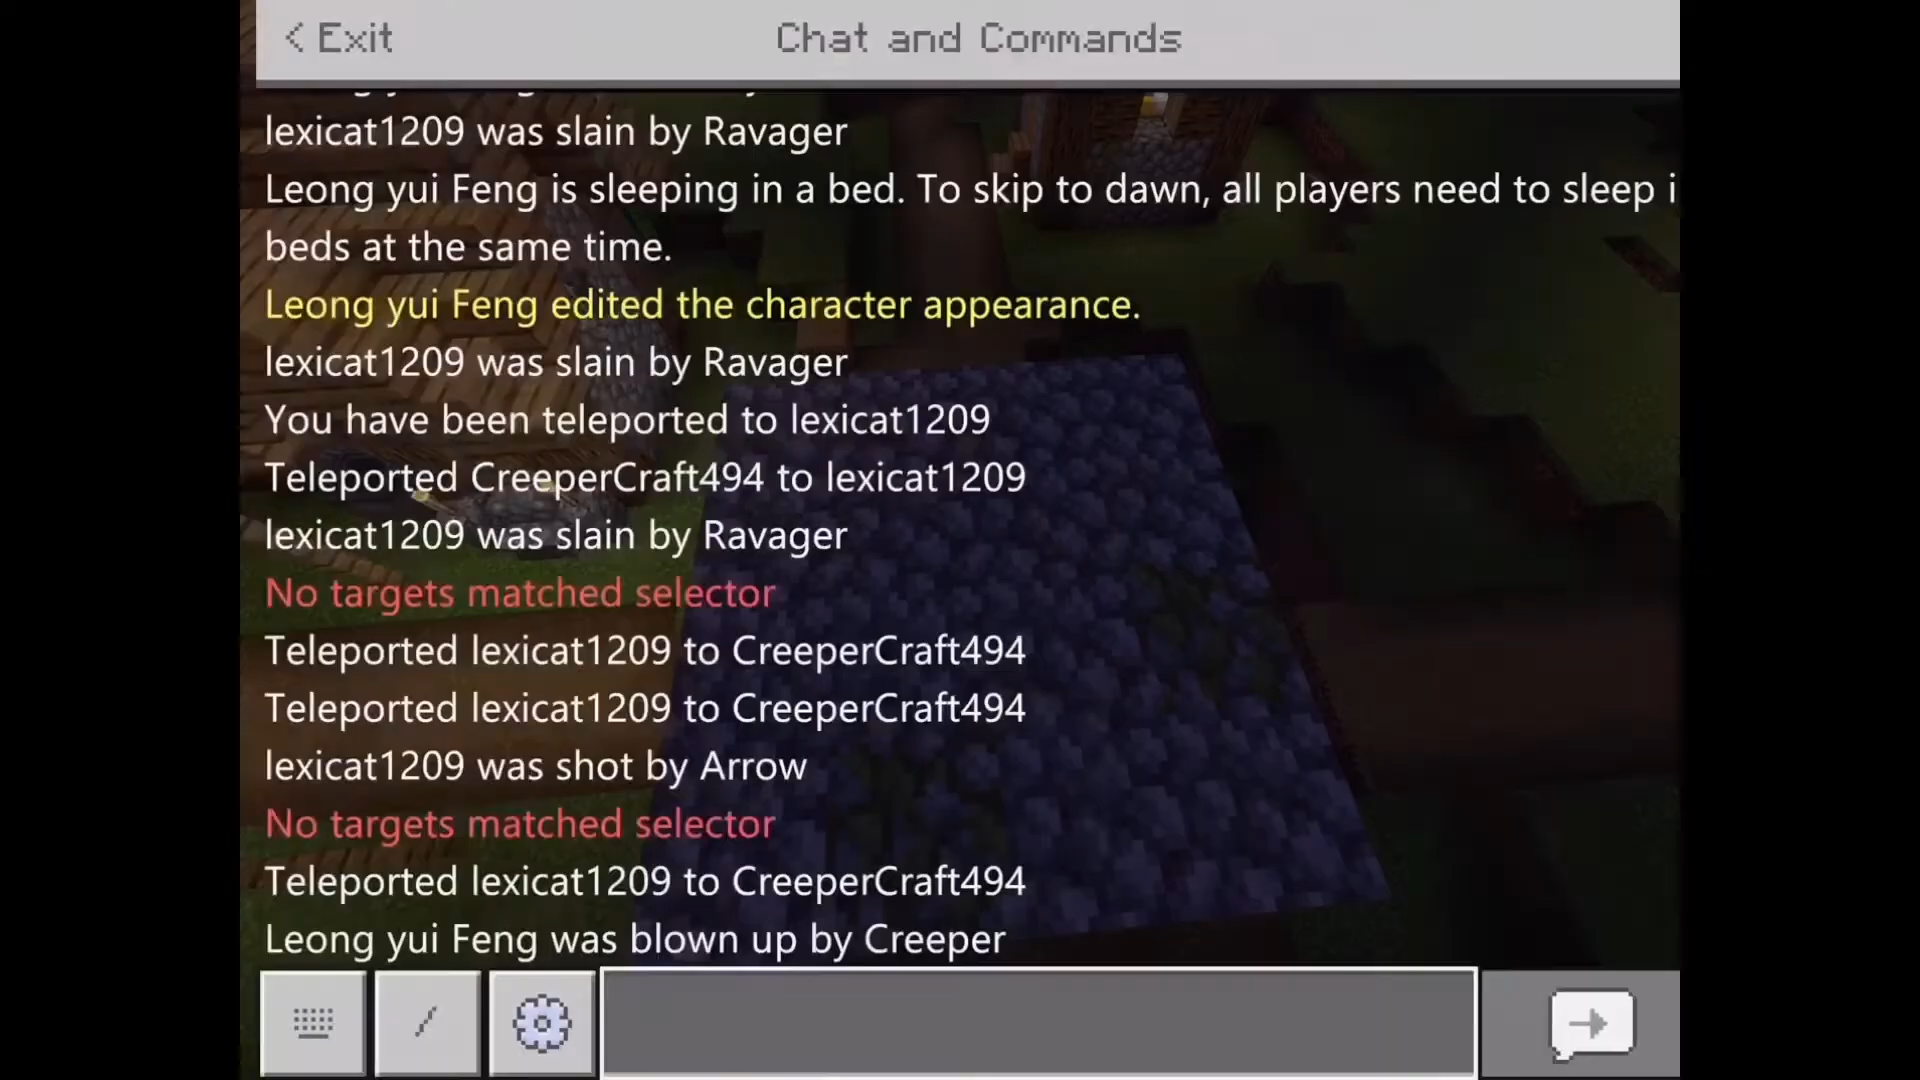 < Exit
Chat and Commands
lexicat1209 was slain by Ravager
Leong yui Feng is sleeping in a bed. To skip to dawn, all players need to sleep i
beds at the same time.
Leong yui Feng edited the character appearance.
lexicat1209 was slain by Ravager
You have been teleported to lexicat1209
Teleported CreeperCraft494 to lexicat1209
lexicat1209 was slain by Ravager
No targets matched selector
Teleported lexicat1209 to CreeperCraft494
Teleported lexicat1209 to CreeperCraft494
lexicat1209 was shot by Arrow
No targets matched selector
Teleported lexicat1209 to CreeperCraft494
Leong yui Feng was blown up by Creeper
/